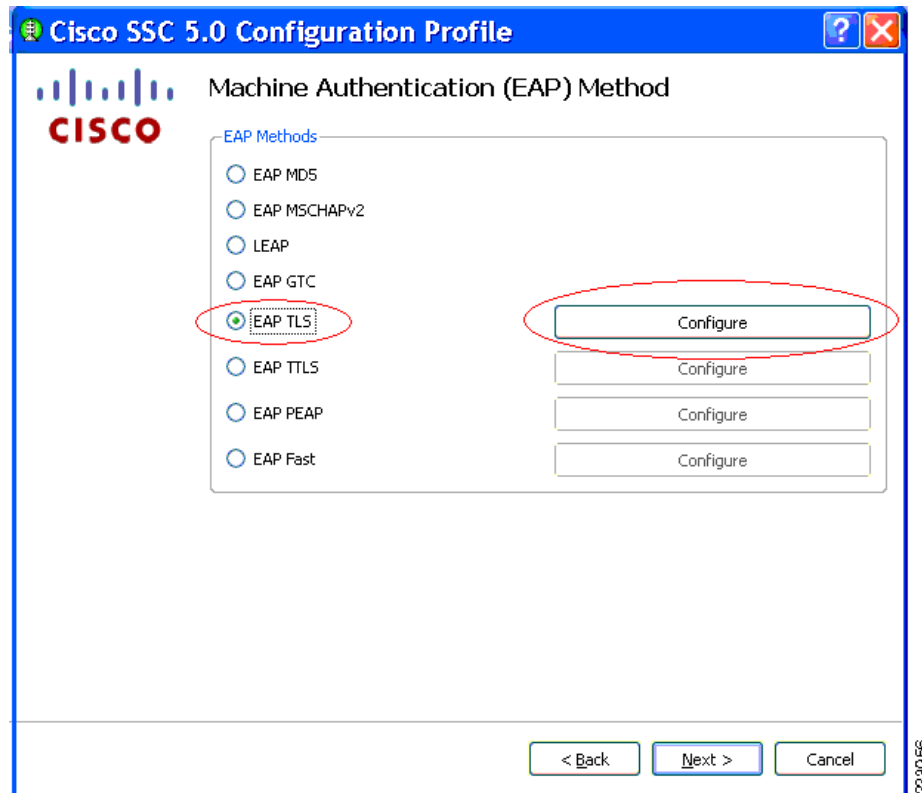 Cisco SSC 5.0 Configuration Profile
CISCO
Machine Authentication (EAP) Method
EAP Methods
EAP MD5
EAP MSCHAPv2
LEAP
EAP GTC
EAP TLS Configure
EAP TTLS Configure
EAP PEAP Configure
EAP Fast Configure
< Back Next > Cancel